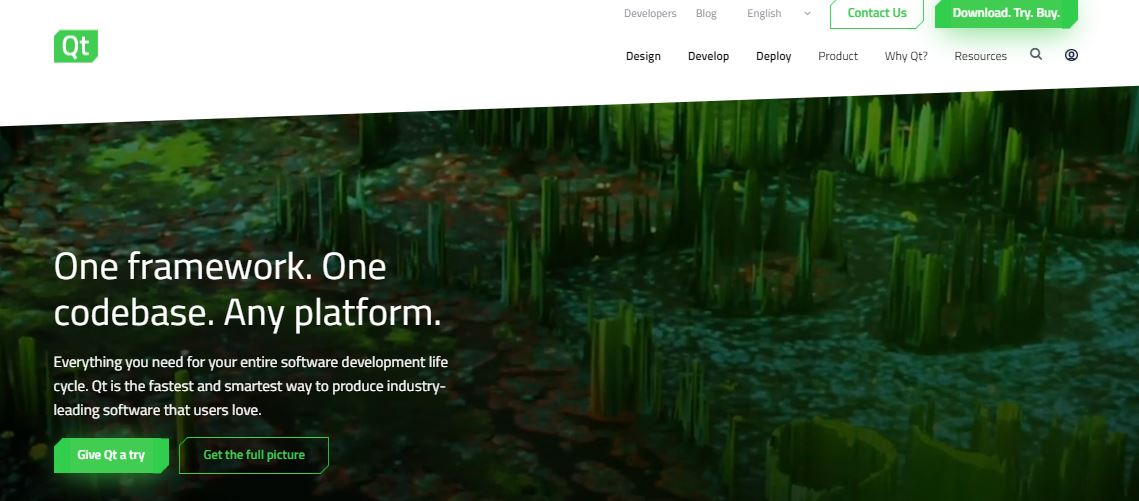 Developers Blog English Contact Us Download. Try. Buy.
Qt
Design Develop Deploy Product Why Qt? Resources
One framework. One
codebase. Any platform.
Everything you need for your entire software development life
cycle. Qt is the fastest and smartest way to produce industry-
leading software that users love.
Give Qt a try Get the full picture